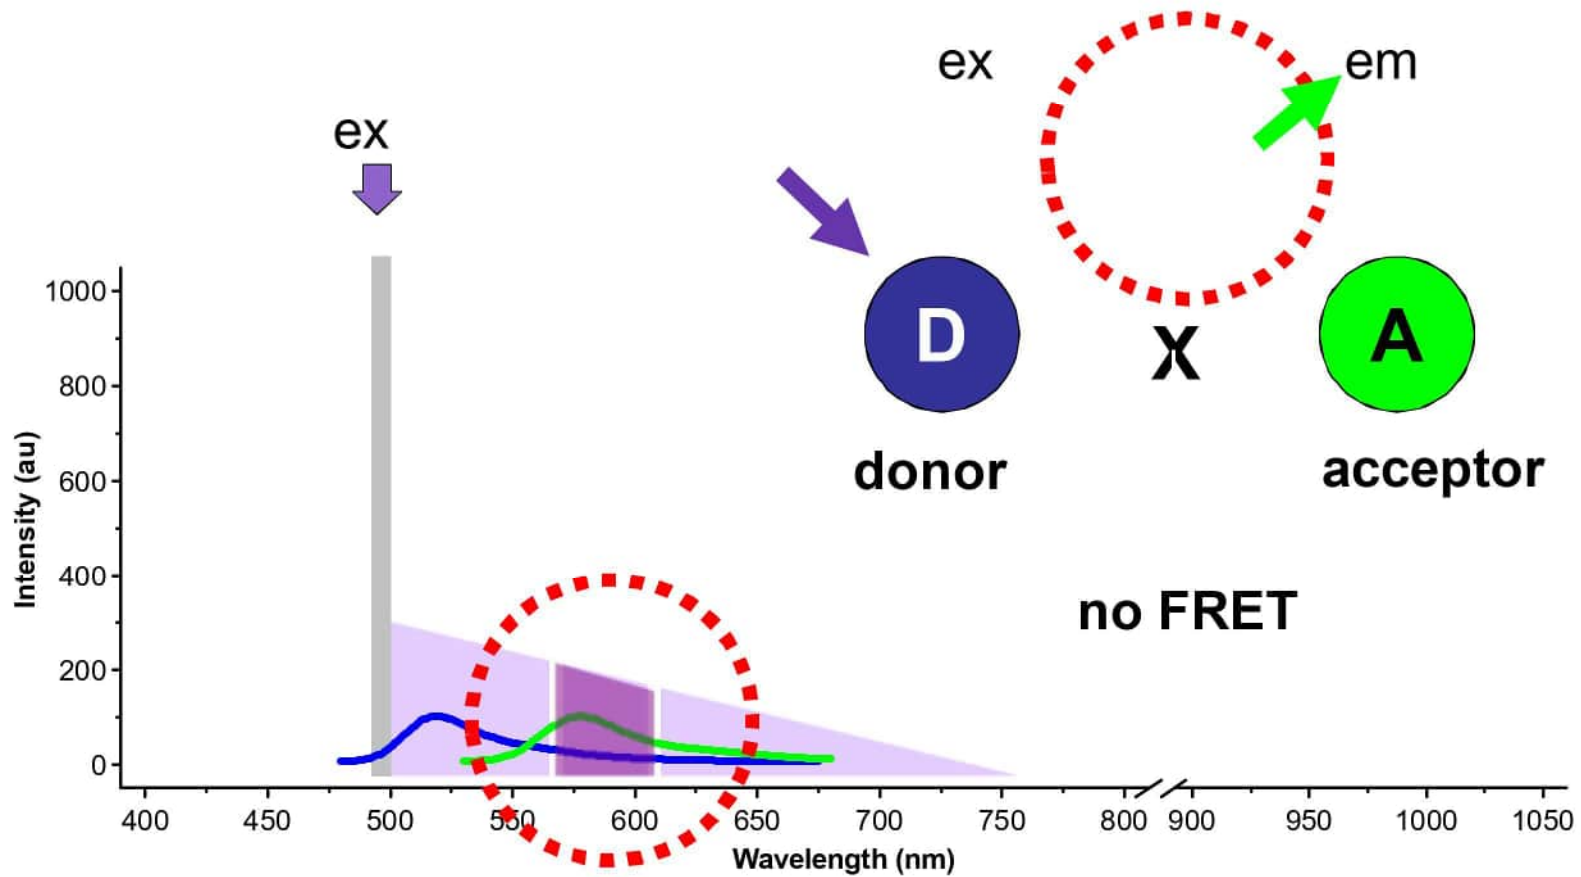 ex
em
ex
D
A
X
donor
acceptor
no FRET
Intensity (au)
1000
800
600
400
200
0
400 450 500 550 600 650 700 750 800 900 950 1000 1050
Wavelength (nm)